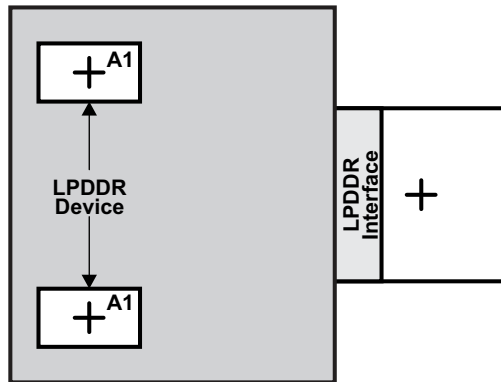 A1
LPDDR
Device
LPDDR
Interface
A1